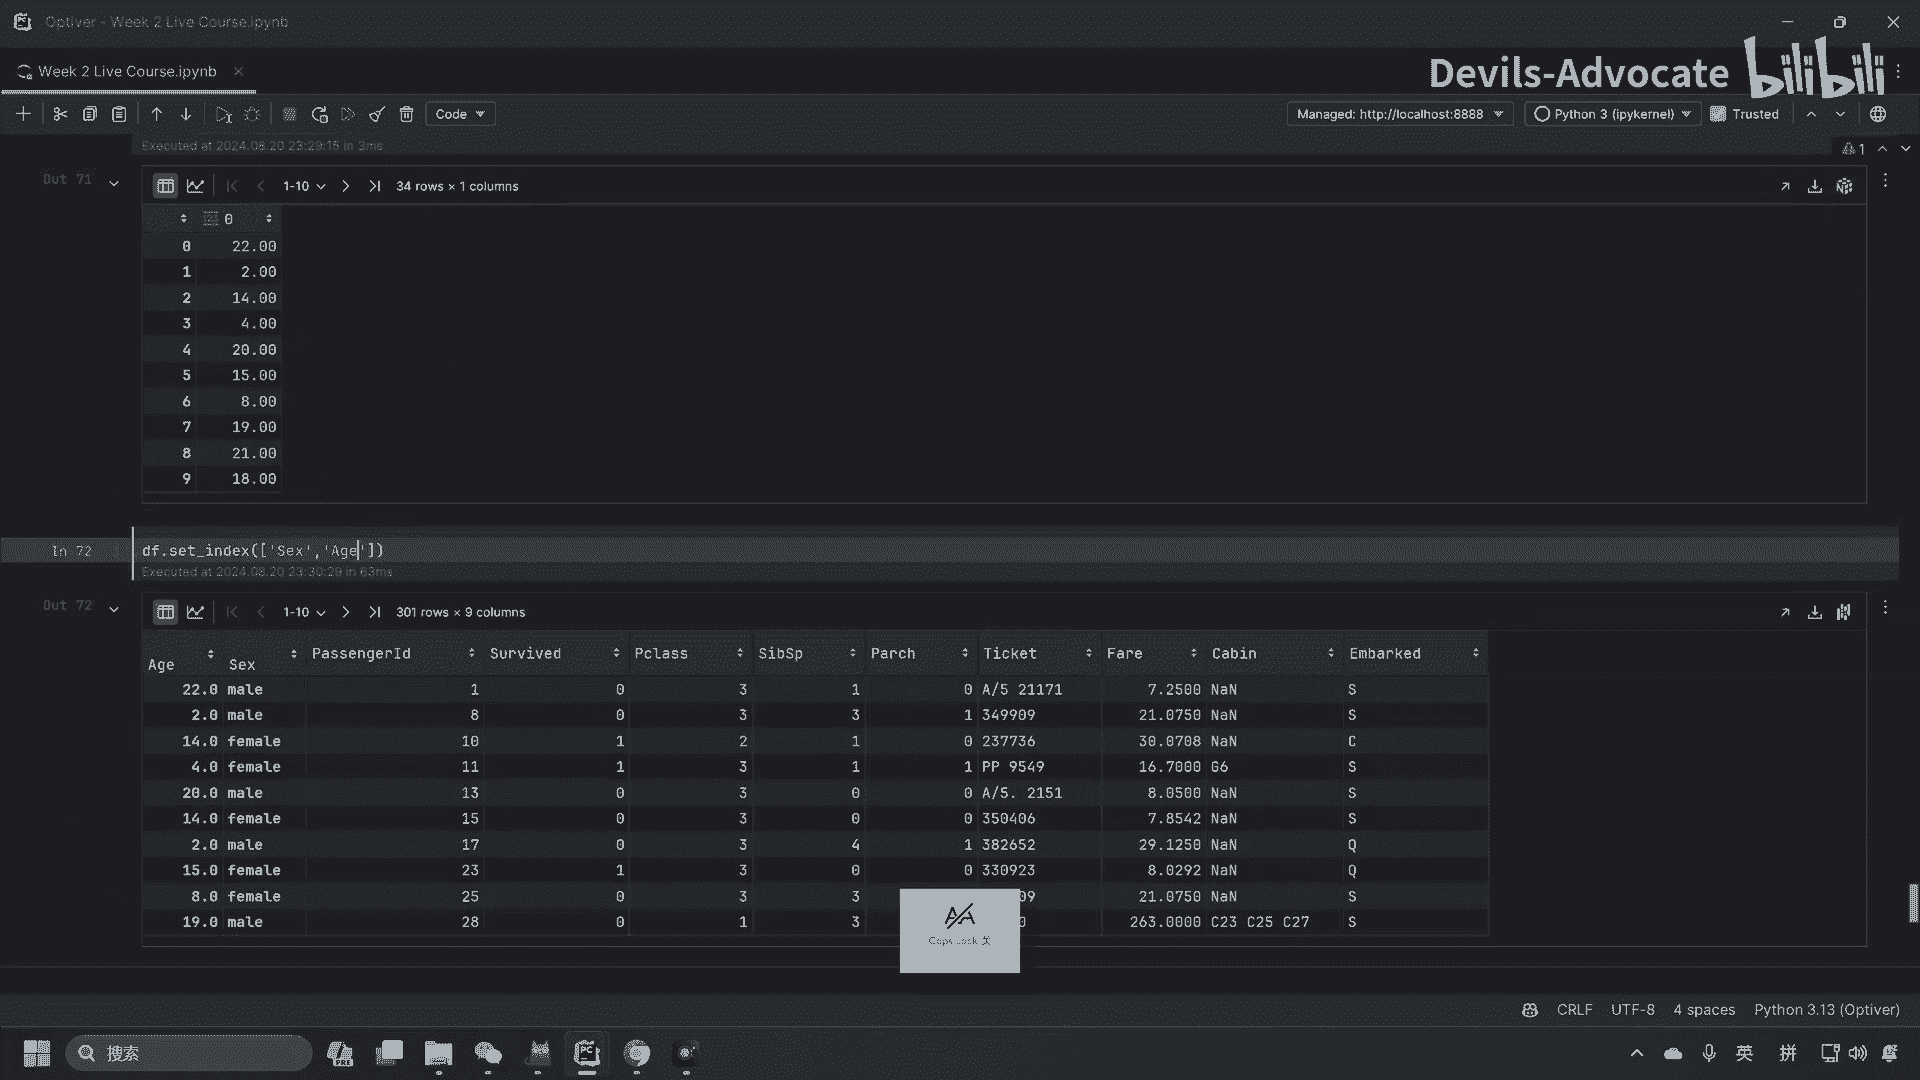 Optiver - Week 2 Live Course.ipynb
Week 2 Live Course.ipynb
Devils-Advocate bilibili
Code Managed: http://localhost:8888 Python 3 (ipykernel) Trusted
Executed at 2024.08.20 23:29:15 in 3ms
1
Out 71 1-10 34 rows × 1 columns
0
0 22.00
1 2.00
2 14.00
3 4.00
4 20.00
5 15.00
6 8.00
7 19.00
8 21.00
9 18.00
In 72 df.set_index(['Sex','Age'])
Executed at 2024.08.20 23:30:29 in 63ms
Out 72 1-10 301 rows × 9 columns
Age Sex PassengerId Survived Pclass SibSp Parch Ticket Fare Cabin Embarked
22.0 male 1 0 3 1 0 A/5 21171 7.2500 NaN S
2.0 male 8 0 3 3 1 349909 21.0750 NaN S
14.0 female 10 1 2 1 0 237736 30.0708 NaN C
4.0 female 11 1 3 1 1 PP 9549 16.7000 G6 S
20.0 male 13 0 3 0 0 A/5. 2151 8.0500 NaN S
14.0 female 15 0 3 0 0 350406 7.8542 NaN S
2.0 male 17 0 3 4 1 382652 29.1250 NaN Q
15.0 female 23 1 3 0 0 330923 8.0292 NaN Q
8.0 female 25 0 3 3 09 21.0750 NaN S
19.0 male 28 0 1 3 0 263.0000 C23 C25 C27 S
Caps Lock 关
CRLF UTF-8 4 spaces Python 3.13 (Optiver)
搜索
英 拼